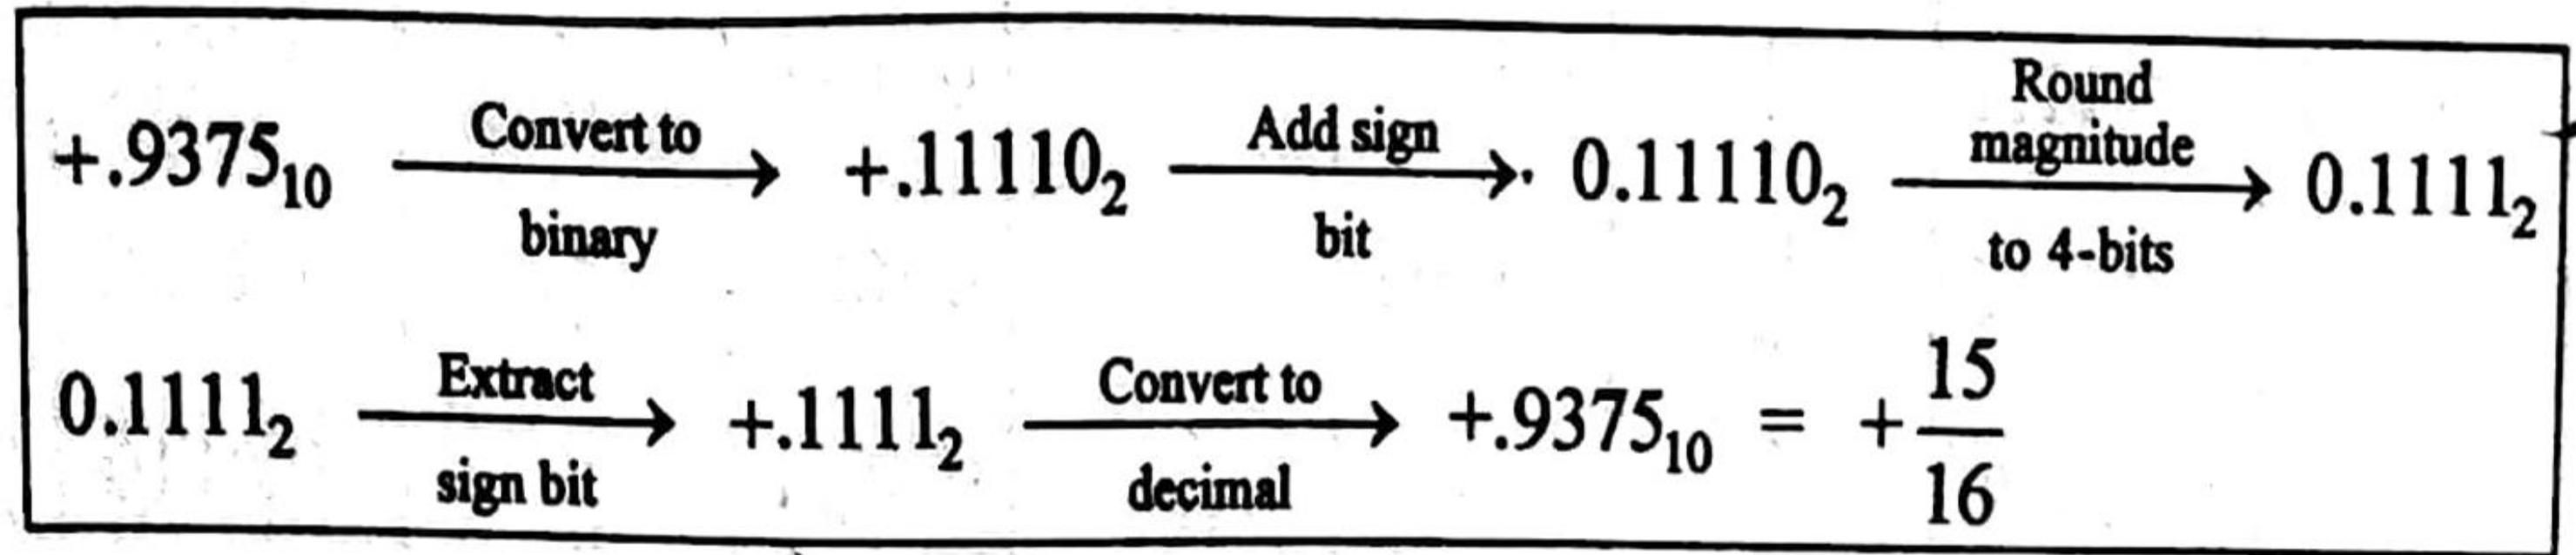 +.9375₁₀ Convert to binary → +.11110₂ Add sign bit → 0.11110₂ Round magnitude to 4-bits → 0.1111₂
0.1111₂ Extract sign bit → +.1111₂ Convert to decimal → +.9375₁₀ = +15/16